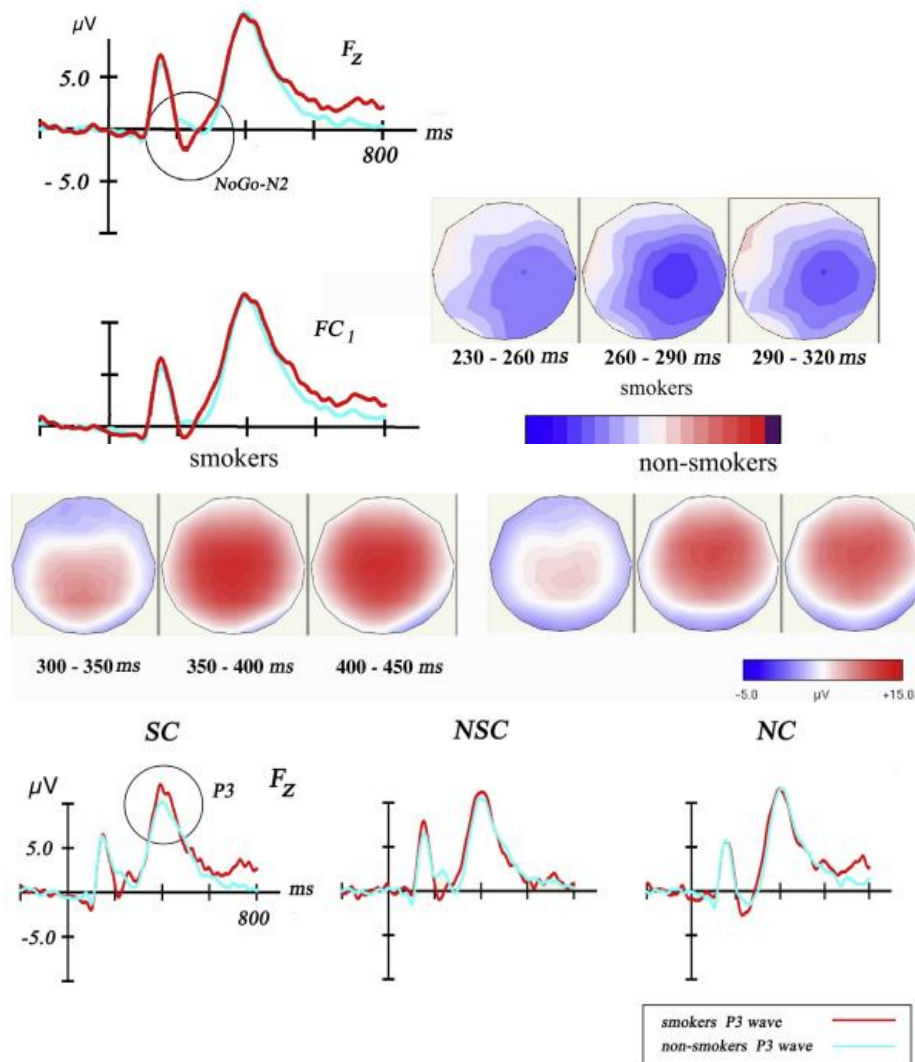 µV
F_Z
5.0
ms
800
- 5.0
NoGo-N2
FC_1
230 - 260 ms
260 - 290 ms
290 - 320 ms
smokers
smokers
non-smokers
300 - 350 ms
350 - 400 ms
400 - 450 ms
-5.0
µV
+15.0
SC
NSC
NC
µV
P3
F_Z
5.0
ms
800
-5.0
smokers P3 wave
non-smokers P3 wave